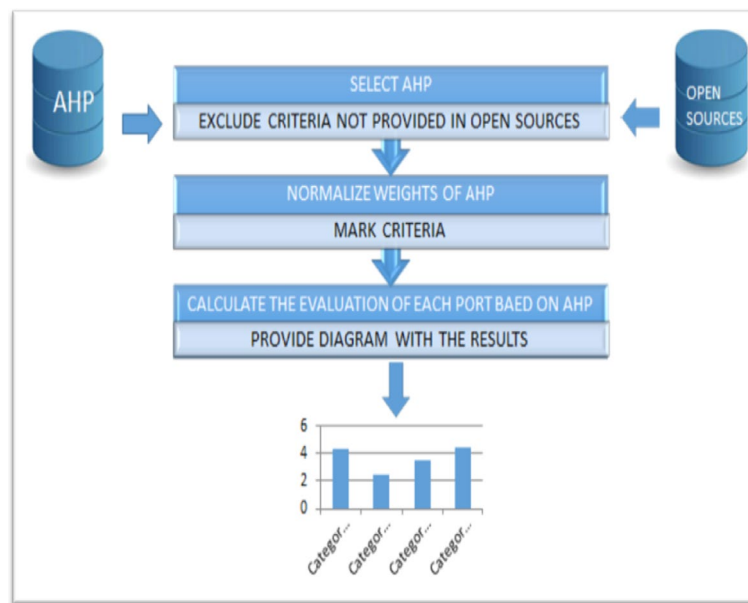 AHP
OPEN
SOURCES
SELECT AHP
EXCLUDE CRITERIA NOT PROVIDED IN OPEN SOURCES
NORMALIZE WEIGHTS OF AHP
MARK CRITERIA
CALCULATE THE EVALUATION OF EACH PORT BAED ON AHP
PROVIDE DIAGRAM WITH THE RESULTS
6
4
2
0
Categor...
Categor...
Categor...
Categor...